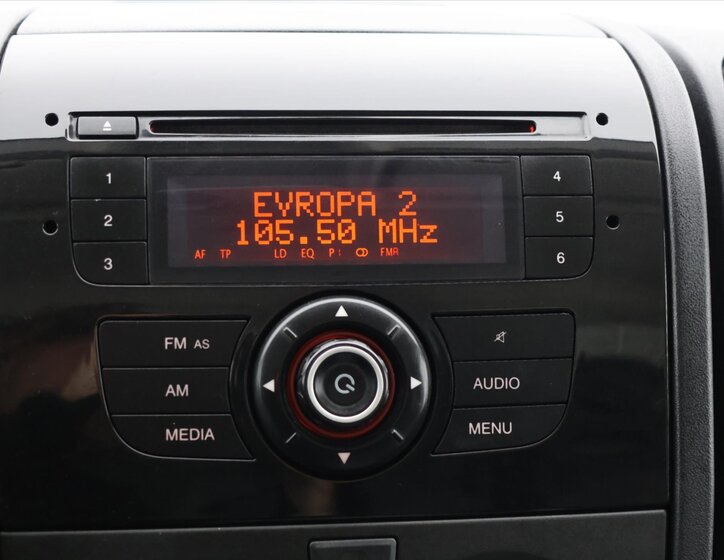 1
2
3
EVROPA 2
105.50 MHz
AF TP LD EQ
4
5
6
FM AS
AM
MEDIA
AUDIO
MENU